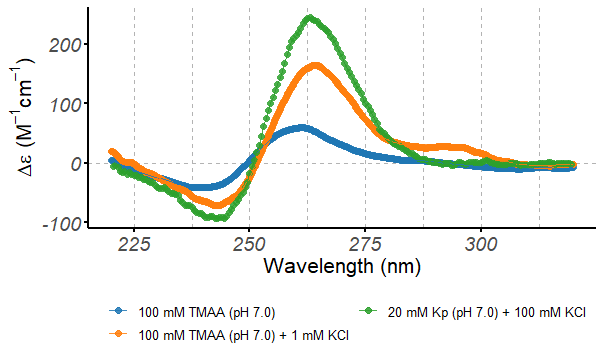 Δε (M⁻¹cm⁻¹)
200
100
0
-100
225
250
275
300
Wavelength (nm)
100 mM TMAA (pH 7.0)
20 mM Kp (pH 7.0) + 100 mM KCl
100 mM TMAA (pH 7.0) + 1 mM KCl